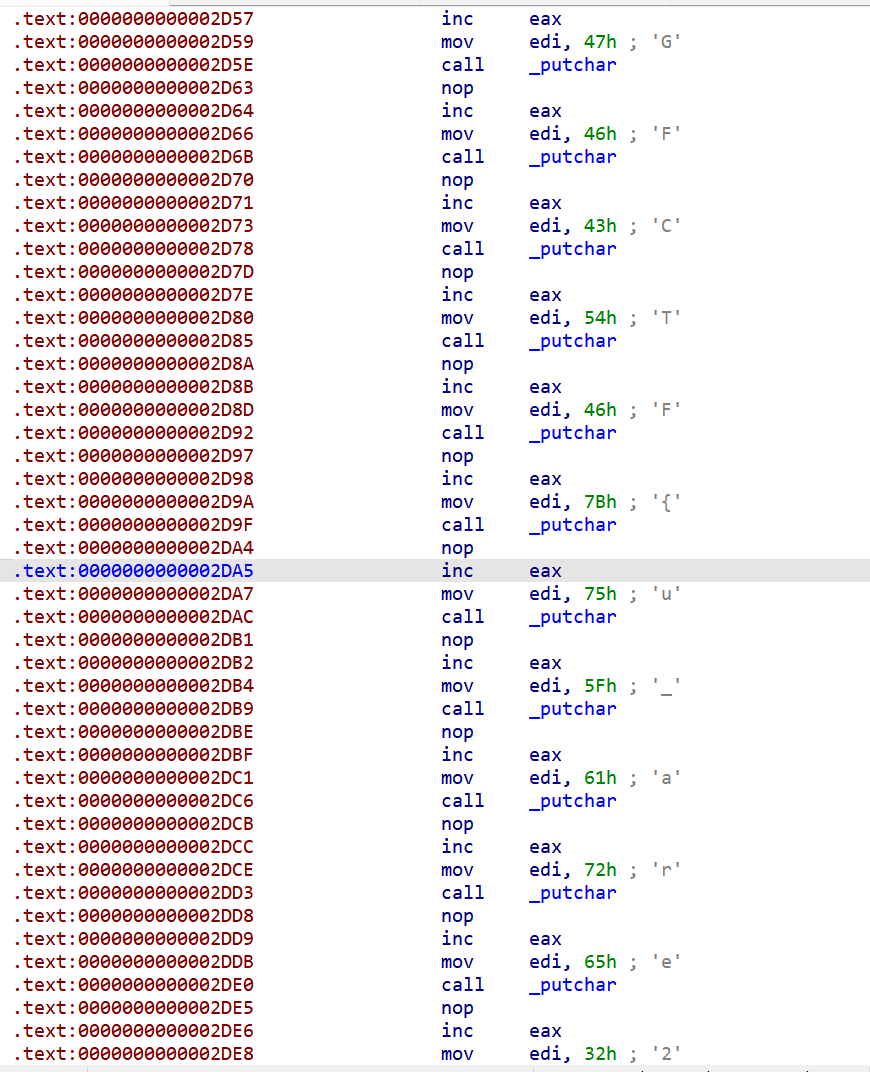 .text:0000000000002D57 inc eax
.text:0000000000002D59 mov edi, 47h ; 'G'
.text:0000000000002D5E call _putchar
.text:0000000000002D63 nop
.text:0000000000002D64 inc eax
.text:0000000000002D66 mov edi, 46h ; 'F'
.text:0000000000002D6B call _putchar
.text:0000000000002D70 nop
.text:0000000000002D71 inc eax
.text:0000000000002D73 mov edi, 43h ; 'C'
.text:0000000000002D78 call _putchar
.text:0000000000002D7D nop
.text:0000000000002D7E inc eax
.text:0000000000002D80 mov edi, 54h ; 'T'
.text:0000000000002D85 call _putchar
.text:0000000000002D8A nop
.text:0000000000002D8B inc eax
.text:0000000000002D8D mov edi, 46h ; 'F'
.text:0000000000002D92 call _putchar
.text:0000000000002D97 nop
.text:0000000000002D98 inc eax
.text:0000000000002D9A mov edi, 7Bh ; '{'
.text:0000000000002D9F call _putchar
.text:0000000000002DA4 nop
.text:0000000000002DA5 inc eax
.text:0000000000002DA7 mov edi, 75h ; 'u'
.text:0000000000002DAC call _putchar
.text:0000000000002DB1 nop
.text:0000000000002DB2 inc eax
.text:0000000000002DB4 mov edi, 5Fh ; '_'
.text:0000000000002DB9 call _putchar
.text:0000000000002DBE nop
.text:0000000000002DBF inc eax
.text:0000000000002DC1 mov edi, 61h ; 'a'
.text:0000000000002DC6 call _putchar
.text:0000000000002DCB nop
.text:0000000000002DCC inc eax
.text:0000000000002DCE mov edi, 72h ; 'r'
.text:0000000000002DD3 call _putchar
.text:0000000000002DD8 nop
.text:0000000000002DD9 inc eax
.text:0000000000002DDB mov edi, 65h ; 'e'
.text:0000000000002DE0 call _putchar
.text:0000000000002DE5 nop
.text:0000000000002DE6 inc eax
.text:0000000000002DE8 mov edi, 32h ; '2'